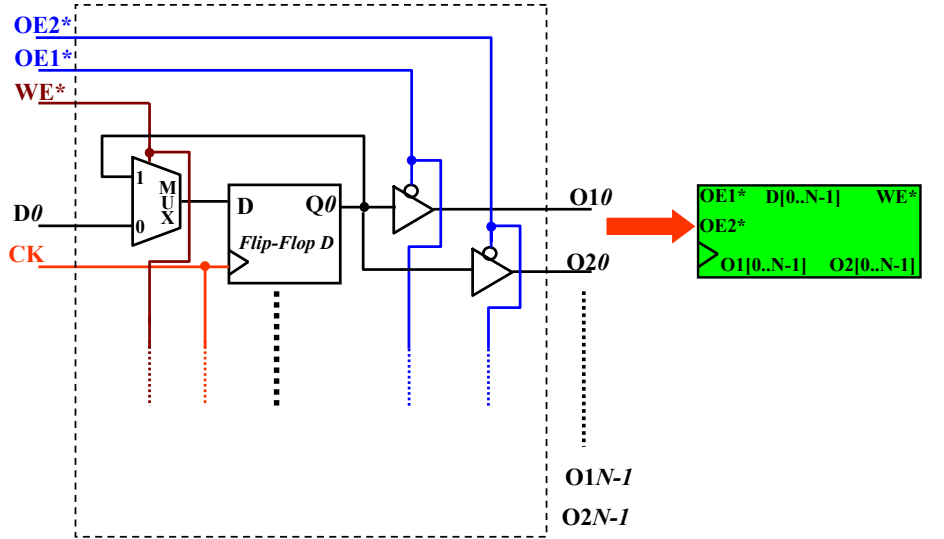 OE2*
OE1*
WE*
1
MUX
0
D0
CK
D
Q0
Flip-Flop D
O10
O20
O1N-1
O2N-1
OE1* D[0..N-1] WE*
OE2*
O1[0..N-1] O2[0..N-1]